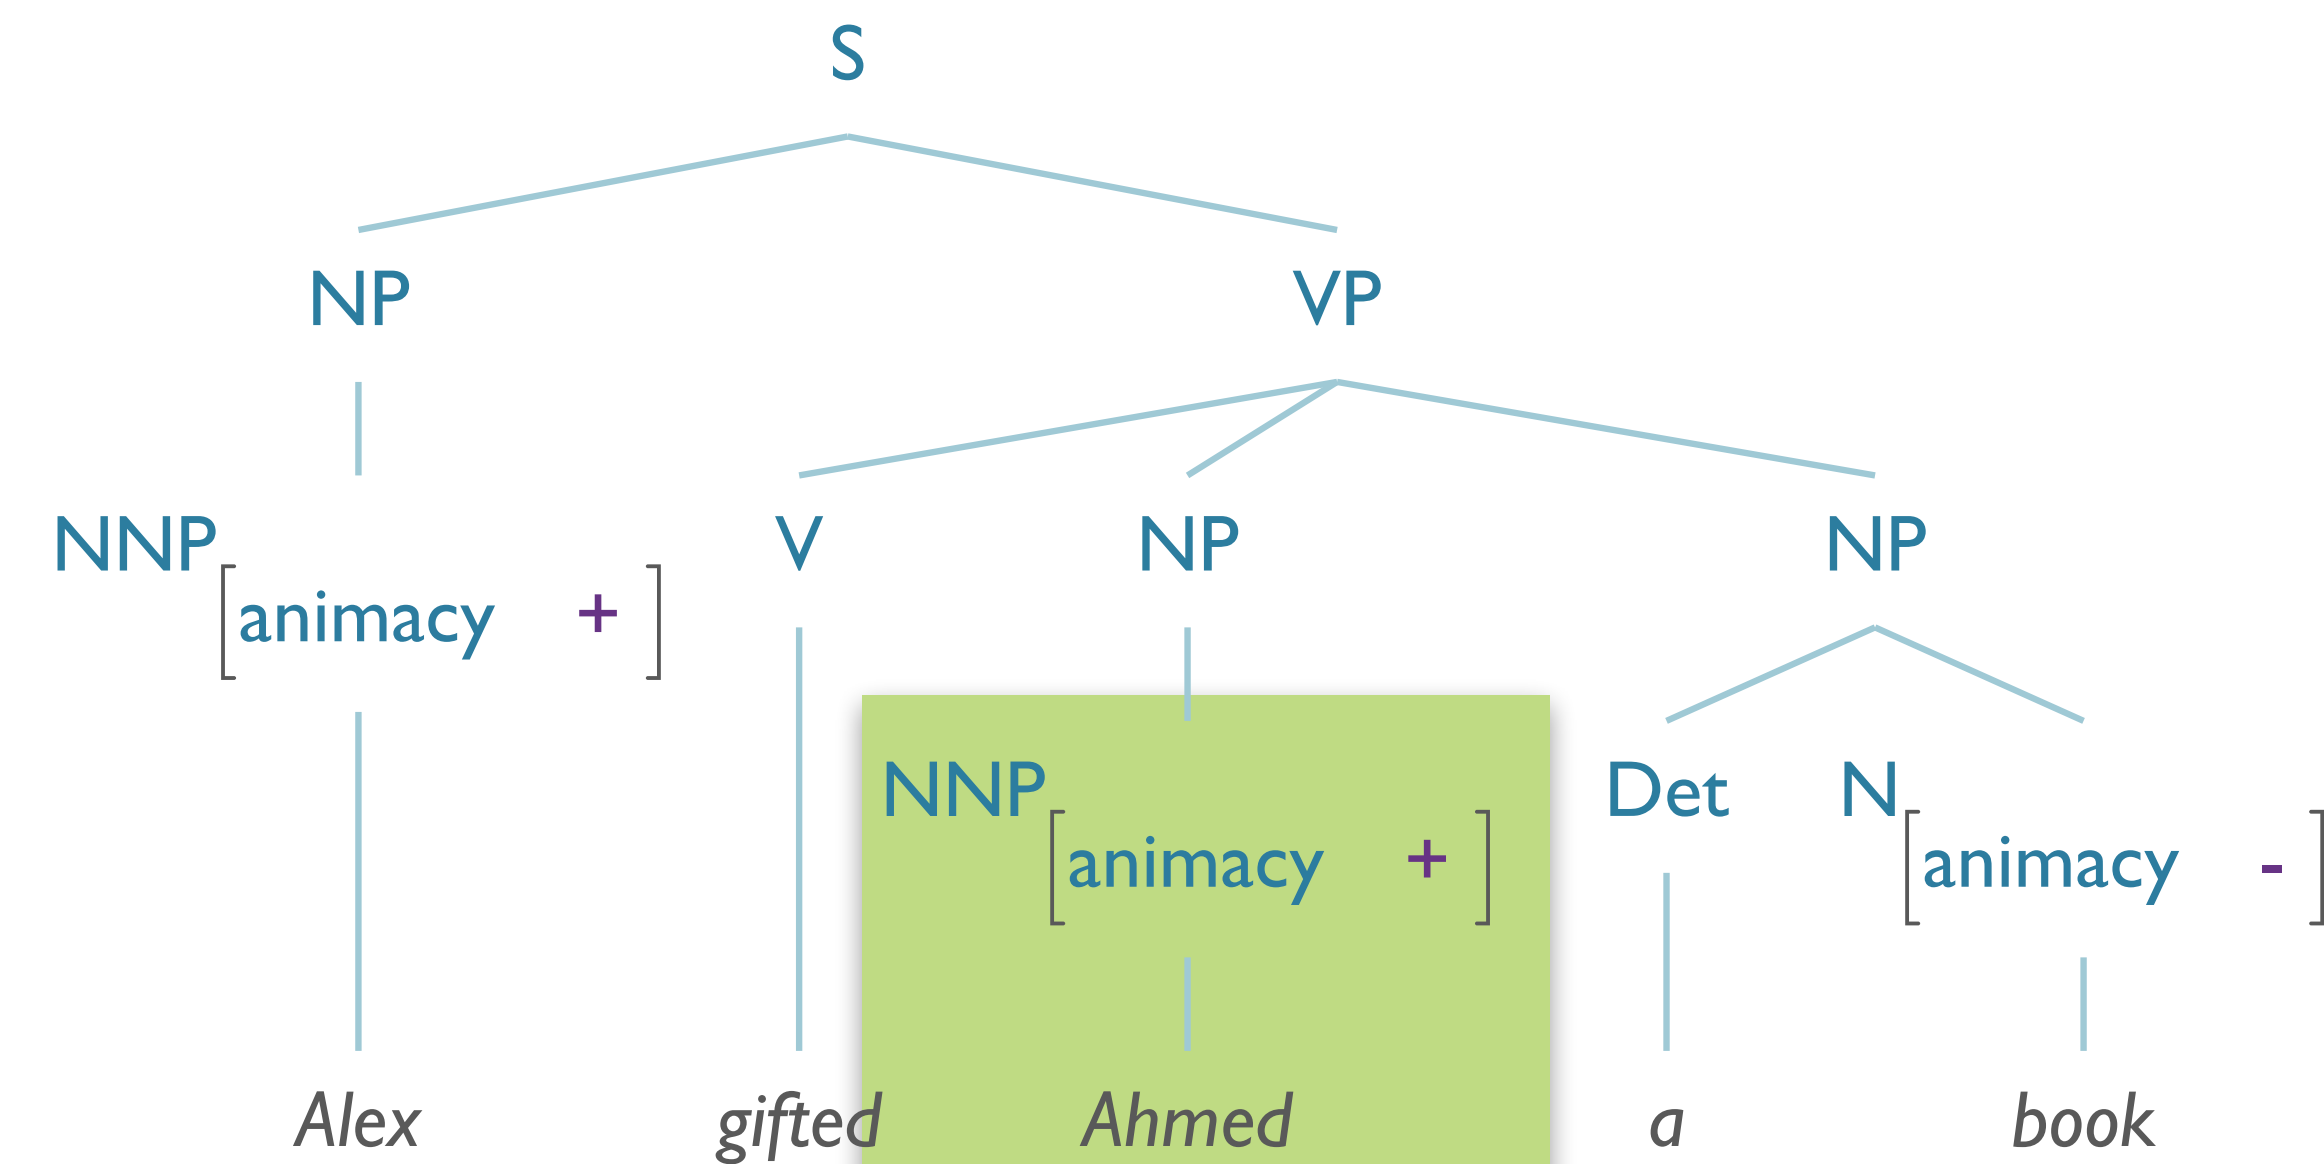 S
NP VP
NNP V NP NP
[animacy +]
NNP Det N
[animacy +] [animacy -]
Alex gifted Ahmed a book